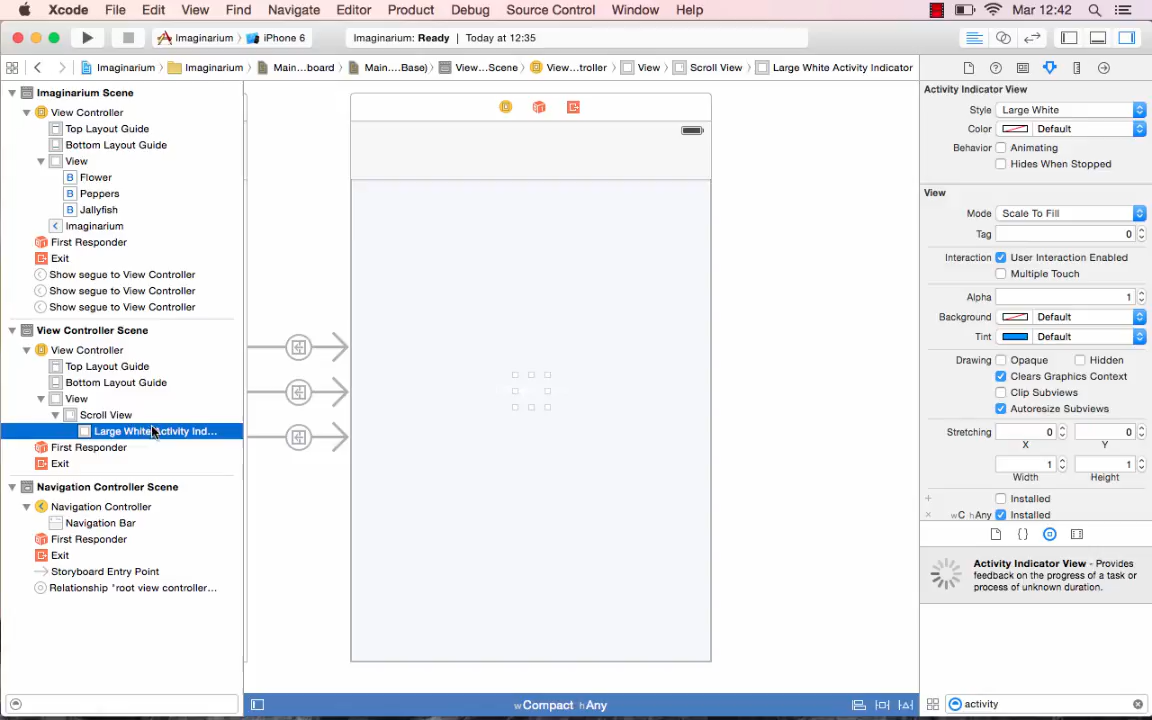 Xcode File Edit View Find Navigate Editor Product Debug Source Control Window Help Mar 12:42
Imaginarium iPhone 6 Imaginarium: Ready | Today at 12:35
Imaginarium Imaginarium Main....board Main....Base) View...Scene View...troller View Scroll View Large White Activity Indicator
Imaginarium Scene
View Controller
Top Layout Guide
Bottom Layout Guide
View
B Flower
B Peppers
B Jallyfish
Imaginarium
First Responder
Exit
Show segue to View Controller
Show segue to View Controller
Show segue to View Controller
View Controller Scene
View Controller
Top Layout Guide
Bottom Layout Guide
View
Scroll View
Large White Activity Ind...
First Responder
Exit
Navigation Controller Scene
Navigation Controller
Navigation Bar
First Responder
Exit
Storyboard Entry Point
Relationship "root view controller...
wCompact hAny
Activity Indicator View
Style Large White
Color Default
Behavior Animating
Hides When Stopped
View
Mode Scale To Fill
Tag 0
Interaction User Interaction Enabled
Multiple Touch
Alpha 1
Background Default
Tint Default
Drawing Opaque Hidden
Clears Graphics Context
Clip Subviews
Autoresize Subviews
Stretching 0 0
X Y
1 1
Width Height
+ Installed
× wC hAny Installed
{ }
Activity Indicator View - Provides
feedback on the progress of a task or
process of unknown duration.
activity